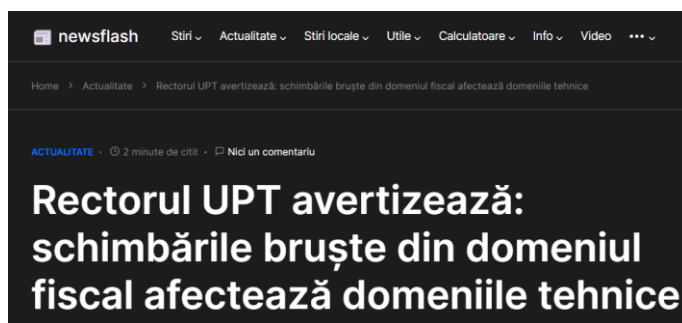 newsflash Stiri Actualitate Stiri locale Utile Calculatoare Info Video •••
Home > Actualitate > Rectorul UPT avertizează: schimbările bruște din domeniul fiscal afectează domeniile tehnice
ACTUALITATE • 2 minute de citit • Nici un comentariu
Rectorul UPT avertizează:
schimbările bruște din domeniul
fiscal afectează domeniile tehnice